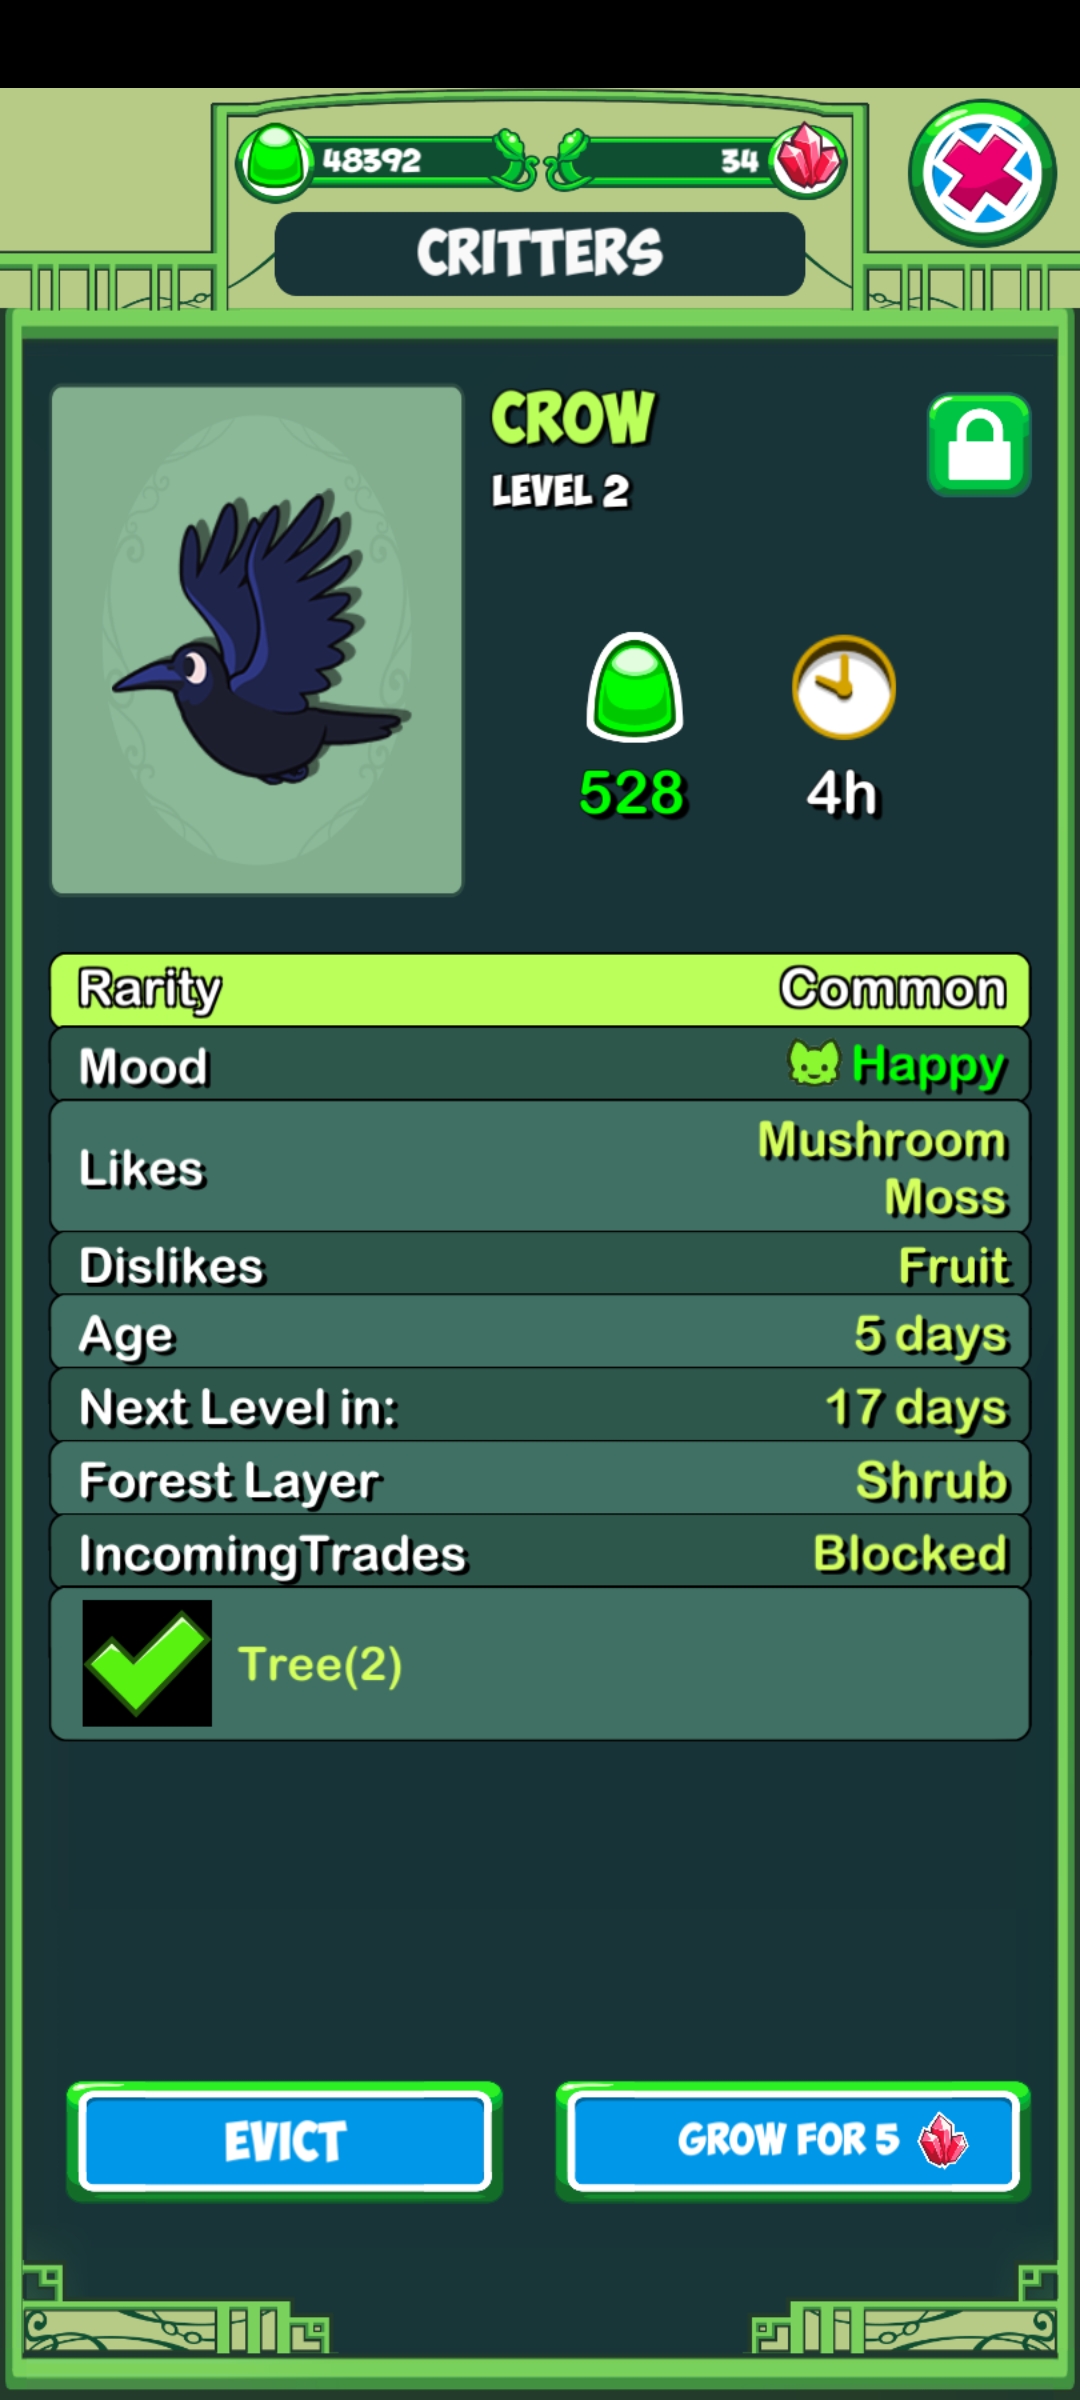 48392 34
CRITTERS
CROW
LEVEL 2
528 4h
Rarity Common
Mood Happy
Likes Mushroom
Moss
Dislikes Fruit
Age 5 days
Next Level in: 17 days
Forest Layer Shrub
IncomingTrades Blocked
Tree(2)
EVICT GROW FOR 5